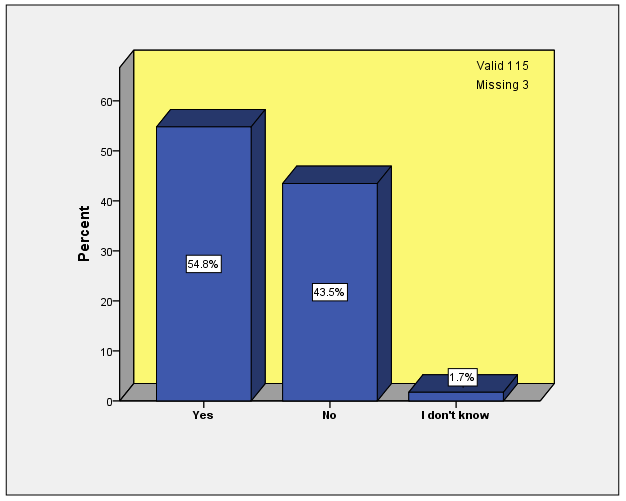 Valid 115
Missing 3
Percent
60
50
40
30
20
10
0
54.8%
43.5%
1.7%
Yes
No
I don't know